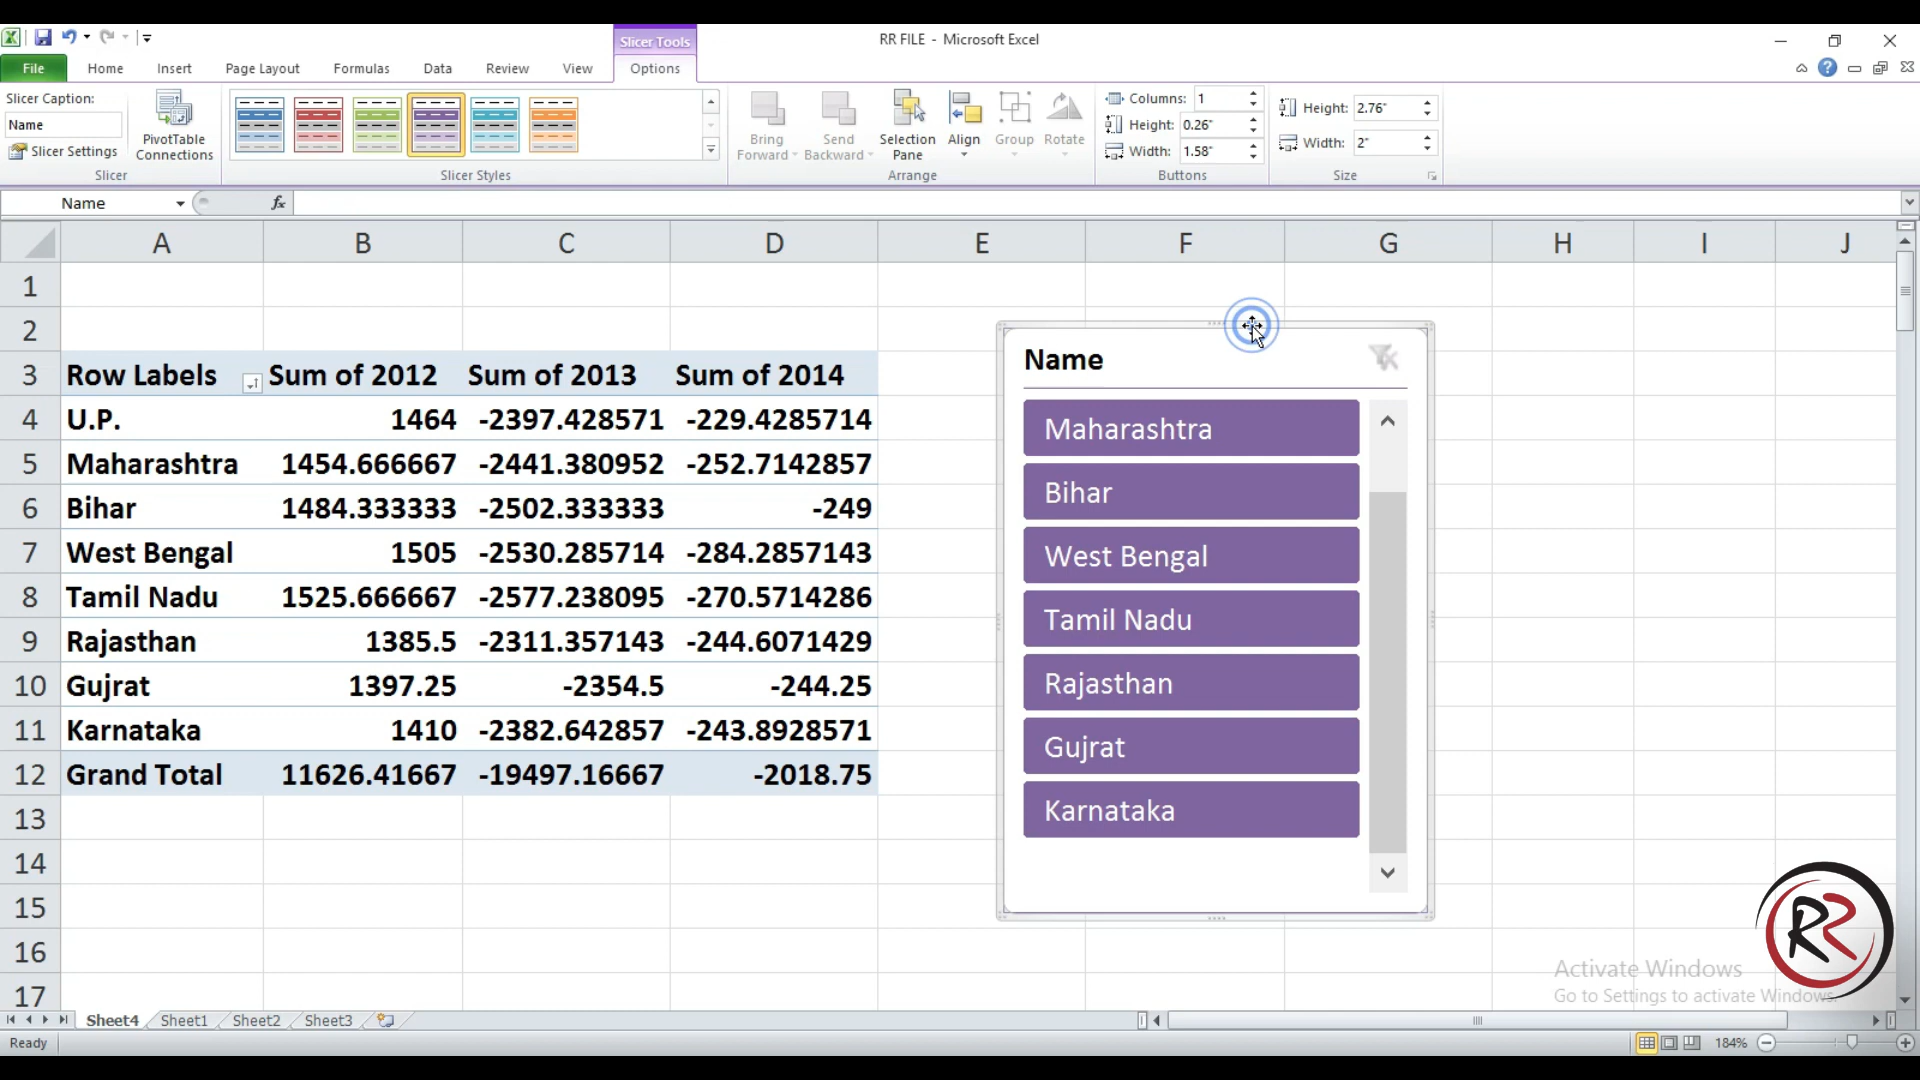 Slicer Tools
RR FILE - Microsoft Excel
File Home Insert Page Layout Formulas Data Review View Options
Slicer Caption:
Name
Slicer Settings
PivotTable Connections
Slicer
Slicer Styles
Bring Forward
Send Backward
Selection Pane
Align
Group
Rotate
Arrange
Columns: 1
Height: 0.26"
Width: 1.58"
Buttons
Height: 2.76"
Width: 2"
Size
Name fx
A B C D E F G H I J
1
2
3 Row Labels Sum of 2012 Sum of 2013 Sum of 2014
4 U.P. 1464 -2397.428571 -229.4285714
5 Maharashtra 1454.666667 -2441.380952 -252.7142857
6 Bihar 1484.333333 -2502.333333 -249
7 West Bengal 1505 -2530.285714 -284.2857143
8 Tamil Nadu 1525.666667 -2577.238095 -270.5714286
9 Rajasthan 1385.5 -2311.357143 -244.6071429
10 Gujrat 1397.25 -2354.5 -244.25
11 Karnataka 1410 -2382.642857 -243.8928571
12 Grand Total 11626.41667 -19497.16667 -2018.75
13
14
15
16
17
Name
Maharashtra
Bihar
West Bengal
Tamil Nadu
Rajasthan
Gujrat
Karnataka
RR
Activate Windows
Go to Settings to activate Windows.
Sheet4 Sheet1 Sheet2 Sheet3
Ready
184%